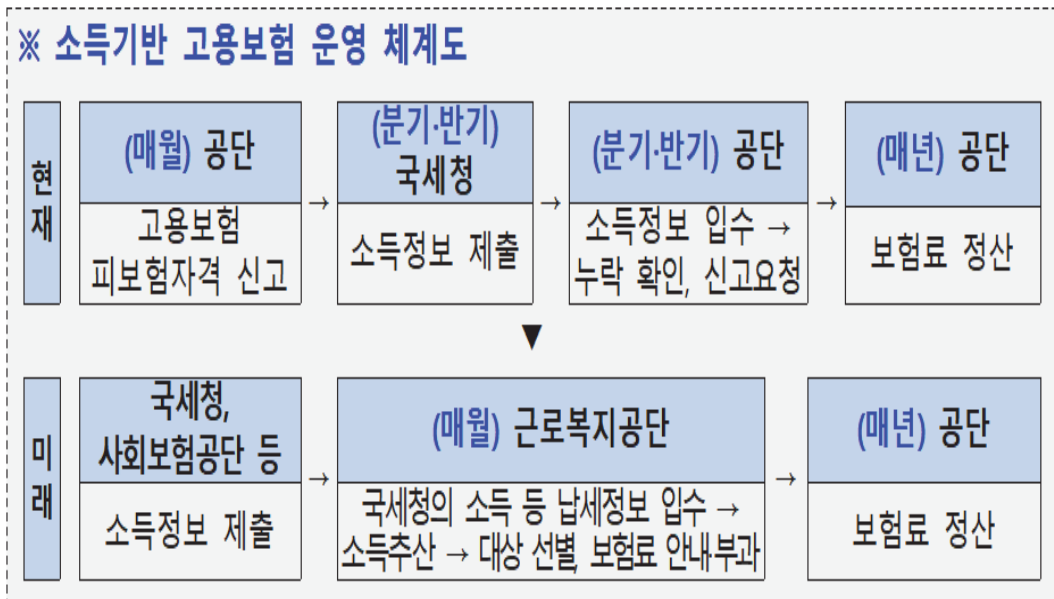 ※ 소득기반 고용보험 운영 체계도
현
재
(매월) 공단
고용보험
피보험자격 신고
→
(분기·반기)
국세청
소득정보 제출
→
(분기·반기) 공단
소득정보 입수 →
누락 확인, 신고요청
→
(매년) 공단
보험료 정산
▼
미
래
국세청,
사회보험공단 등
소득정보 제출
→
(매월) 근로복지공단
국세청의 소득 등 납세정보 입수 →
소득추산 → 대상 선별, 보험료 안내·부과
→
(매년) 공단
보험료 정산